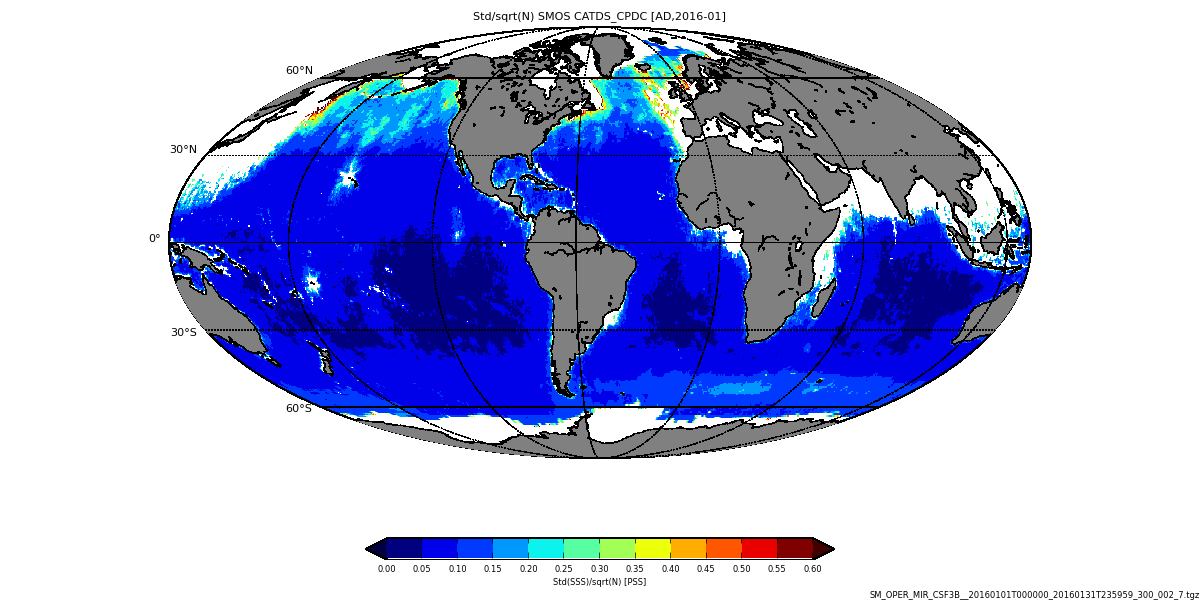 Std/sqrt(N) SMOS CATDS_CPDC [AD,2016-01]
60°N
30°N
0°
30°S
60°S
0.00 0.05 0.10 0.15 0.20 0.25 0.30 0.35 0.40 0.45 0.50 0.55 0.60
Std(SSS)/sqrt(N) [PSS]
SM_OPER_MIR_CSF3B__20160101T000000_20160131T235959_300_002_7.tgz